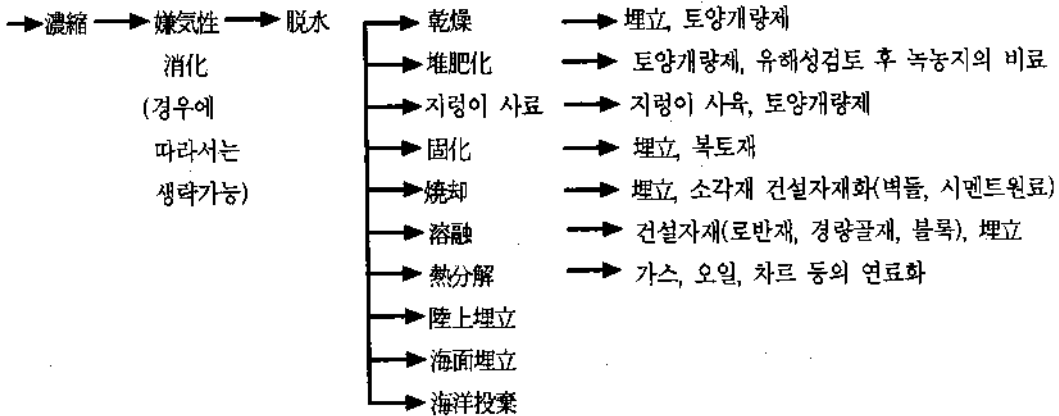 濃縮 嫌気性 脱水 乾燥 埋立, 토양개량제
消化 堆肥化 토양개량제, 유해성검토 후 녹농지의 비료
(경우에 지렁이 사료 지렁이 사육, 토양개량제
따라서는 固化 埋立, 복토재
생략가능) 焼却 埋立, 소각재 건설자재화(벽돌, 시멘트원료)
溶融 건설자재(로반재, 경량골재, 블록), 埋立
熱分解 가스, 오일, 차르 등의 연료화
陸上埋立
海面埋立
海洋投棄